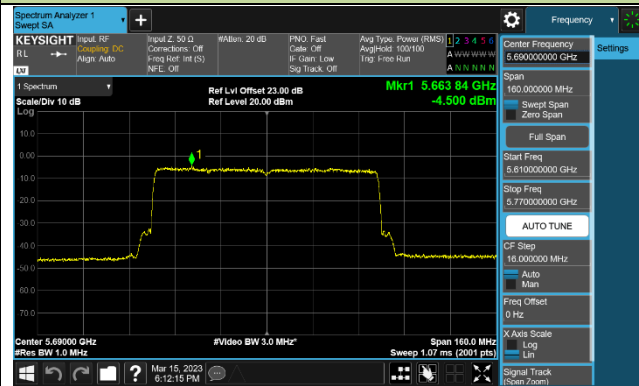 Spectrum Analyzer 1
Swept SA
+
Frequency
KEYSIGHT
RL
LXI
Input: RF
Coupling: DC
Align: Auto
Input Z: 50 Ω
Corrections: Off
Freq Ref: Int (S)
NFE: Off
#Atten: 20 dB
PNO: Fast
Gate: Off
IF Gain: Low
Sig Track: Off
Avg Type: Power (RMS)
Avg|Hold: 100/100
Trig: Free Run
1 2 3 4 5 6
A W W W W W
A N N N N N
1 Spectrum
Scale/Div 10 dB
Log
Ref Lvl Offset 23.00 dB
Ref Level 20.00 dBm
Mkr1 5.663 84 GHz
-4.500 dBm
1
10.0
0.00
-10.0
-20.0
-30.0
-40.0
-50.0
-60.0
-70.0
Center 5.69000 GHz
#Res BW 1.0 MHz
#Video BW 3.0 MHz*
Span 160.0 MHz
Sweep 1.07 ms (2001 pts)
Mar 15, 2023
6:12:15 PM
?
Center Frequency
5.690000000 GHz
Settings
Span
160.000000 MHz
Swept Span
Zero Span
Full Span
Start Freq
5.610000000 GHz
Stop Freq
5.770000000 GHz
AUTO TUNE
CF Step
16.000000 MHz
Auto
Man
Freq Offset
0 Hz
X Axis Scale
Log
Lin
Signal Track
(Span Zoom)